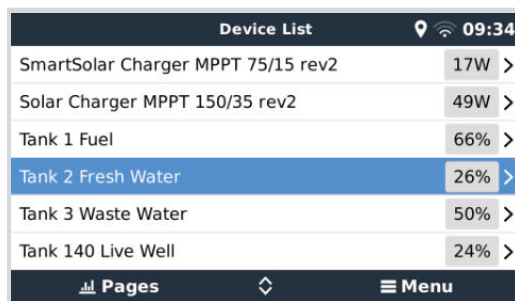 Device List 09:34
SmartSolar Charger MPPT 75/15 rev2 17W
Solar Charger MPPT 150/35 rev2 49W
Tank 1 Fuel 66%
Tank 2 Fresh Water 26%
Tank 3 Waste Water 50%
Tank 140 Live Well 24%
Pages Menu